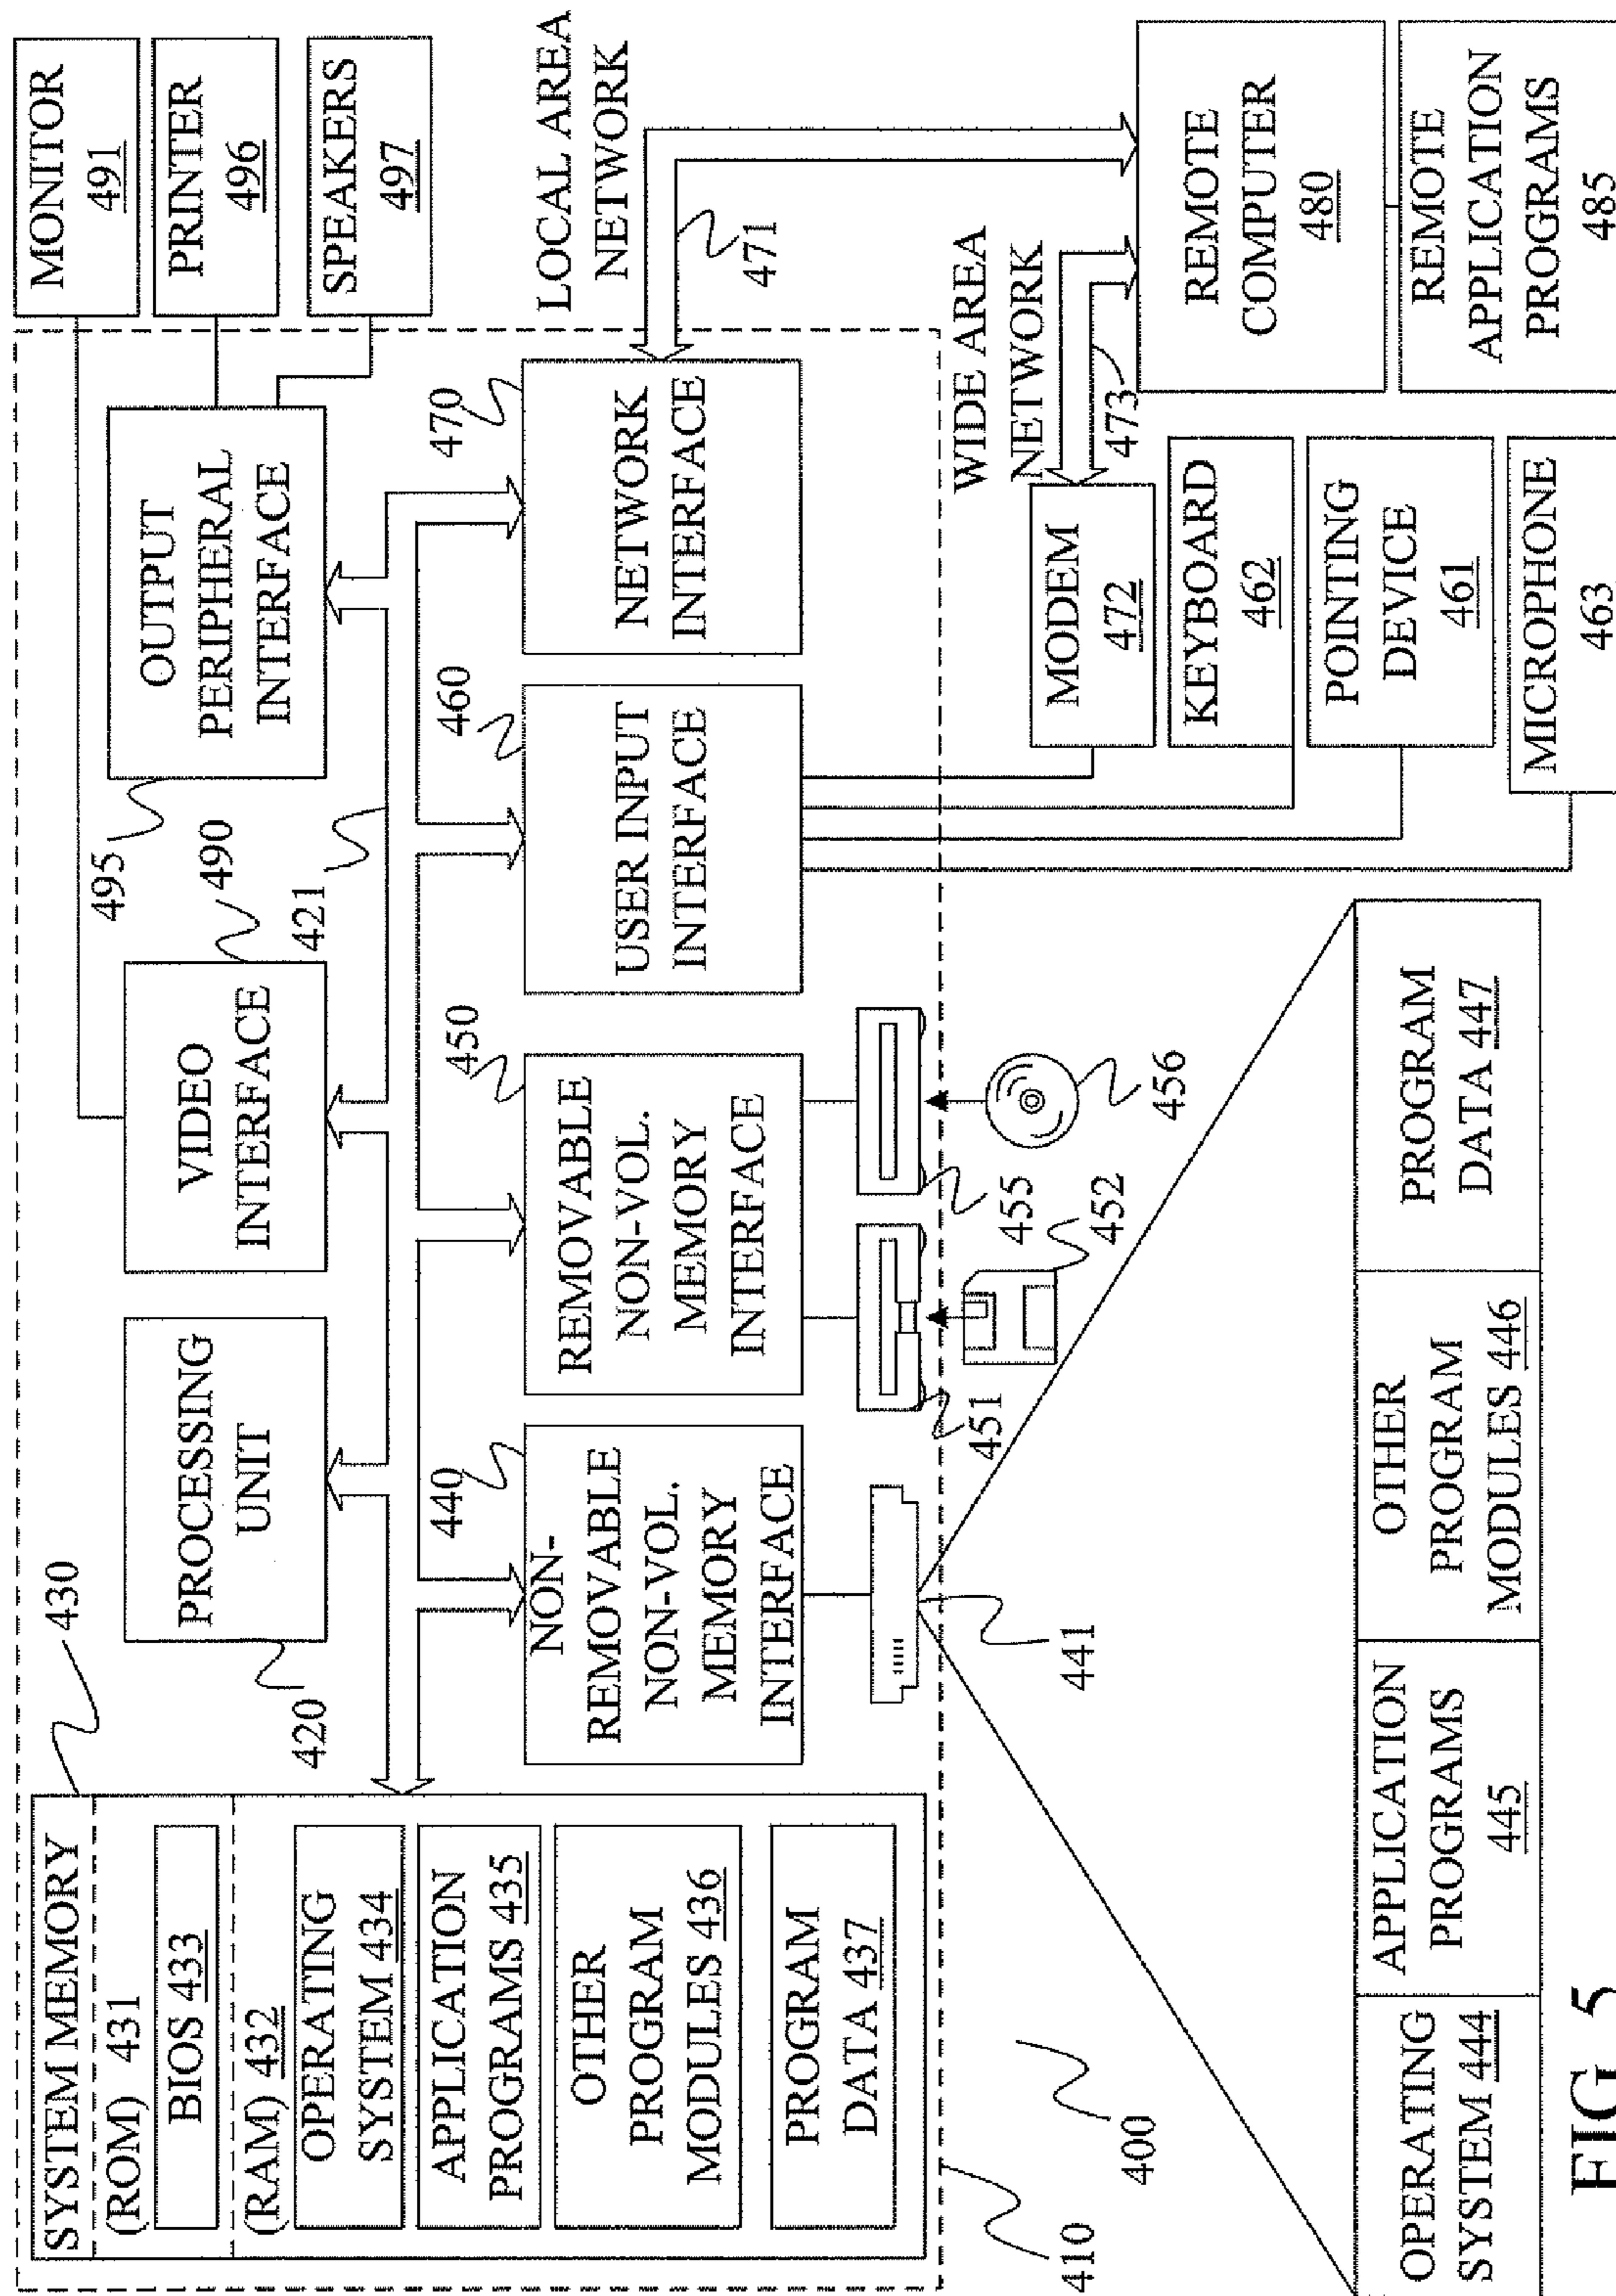 SYSTEM MEMORY
(ROM) 431
BIOS 433
(RAM) 432
OPERATING
SYSTEM 434
APPLICATION
PROGRAMS 435
OTHER
PROGRAM
MODULES 436
PROGRAM
DATA 437
430
PROCESSING
UNIT
420
VIDEO
INTERFACE
490
421
OUTPUT
PERIPHERAL
INTERFACE
495
MONITOR
491
PRINTER
496
SPEAKERS
497
NON-
REMOVABLE
NON-VOL.
MEMORY
INTERFACE
440
REMOVABLE
NON-VOL.
MEMORY
INTERFACE
450
USER INPUT
INTERFACE
460
NETWORK
INTERFACE
470
LOCAL AREA
NETWORK
471
441
451
452
455
456
WIDE AREA
NETWORK
473
MODEM
472
KEYBOARD
462
POINTING
DEVICE
461
MICROPHONE
463
REMOTE
COMPUTER
480
REMOTE
APPLICATION
PROGRAMS
485
410
400
OPERATING
SYSTEM 444
APPLICATION
PROGRAMS
445
OTHER
PROGRAM
MODULES 446
PROGRAM
DATA 447
FIG 5